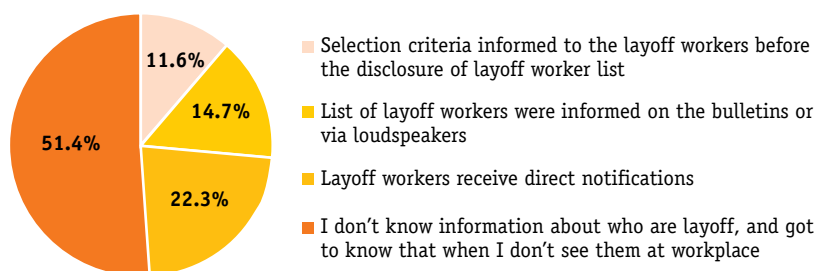 11.6%
14.7%
22.3%
51.4%
Selection criteria informed to the layoff workers before
the disclosure of layoff worker list
List of layoff workers were informed on the bulletins or
via loudspeakers
Layoff workers receive direct notifications
I don’t know information about who are layoff, and got
to know that when I don’t see them at workplace